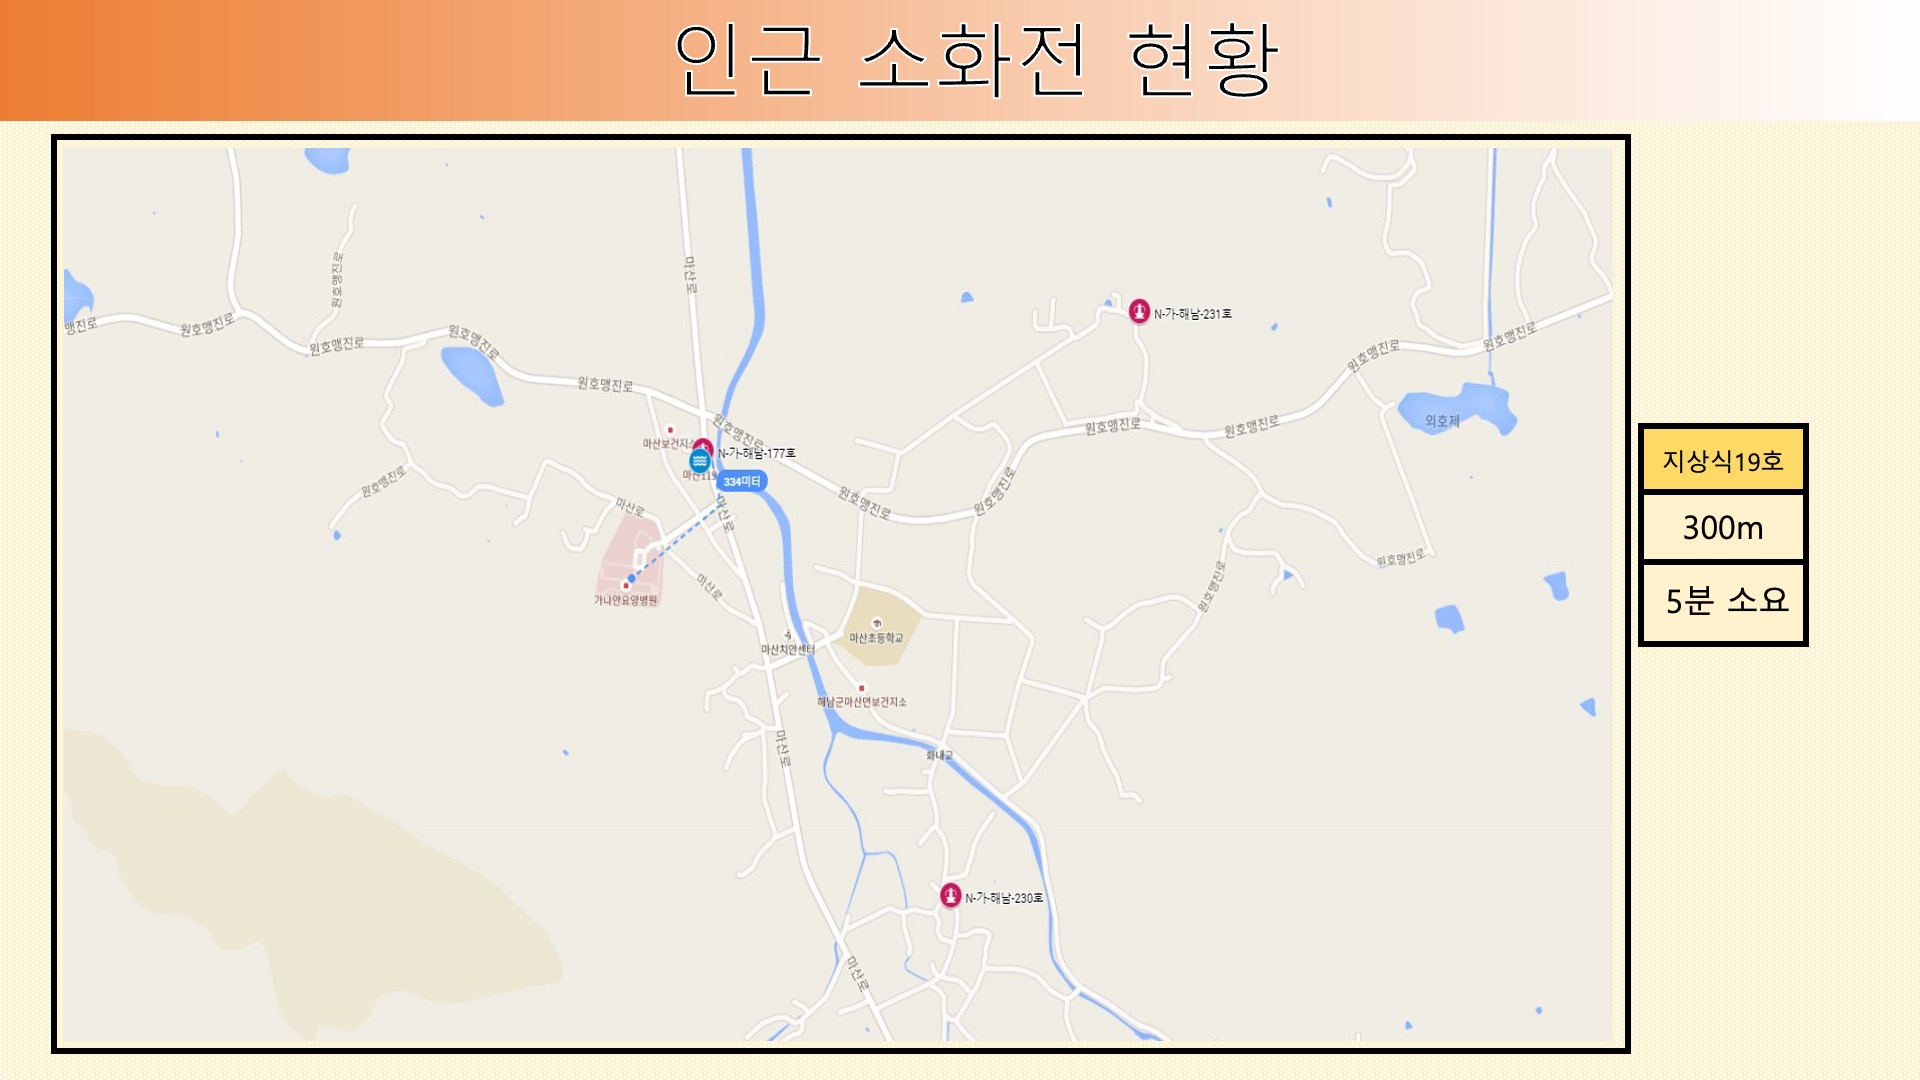 인근 소화전 현황
마산로
원호맹진로
N-가-해남-231호
맹진로
원호맹진로
원호맹진로
원호맹진로
원호맹진로
원호맹진로
원호맹진로
원호맹진로
원호맹진로
원호맹진로
외호제
마산보건지소
N-가-해남-177호
마산119
334미터
지상식19호
300m
5분 소요
원호맹진로
마산로
마산로
원호맹진로
원호맹진로
원호맹진로
원호맹진로
마산로
가나안요양병원
마산초등학교
마산치안센터
해남군마산면보건지소
마산로
화내교
N-가-해남-230호
마산로